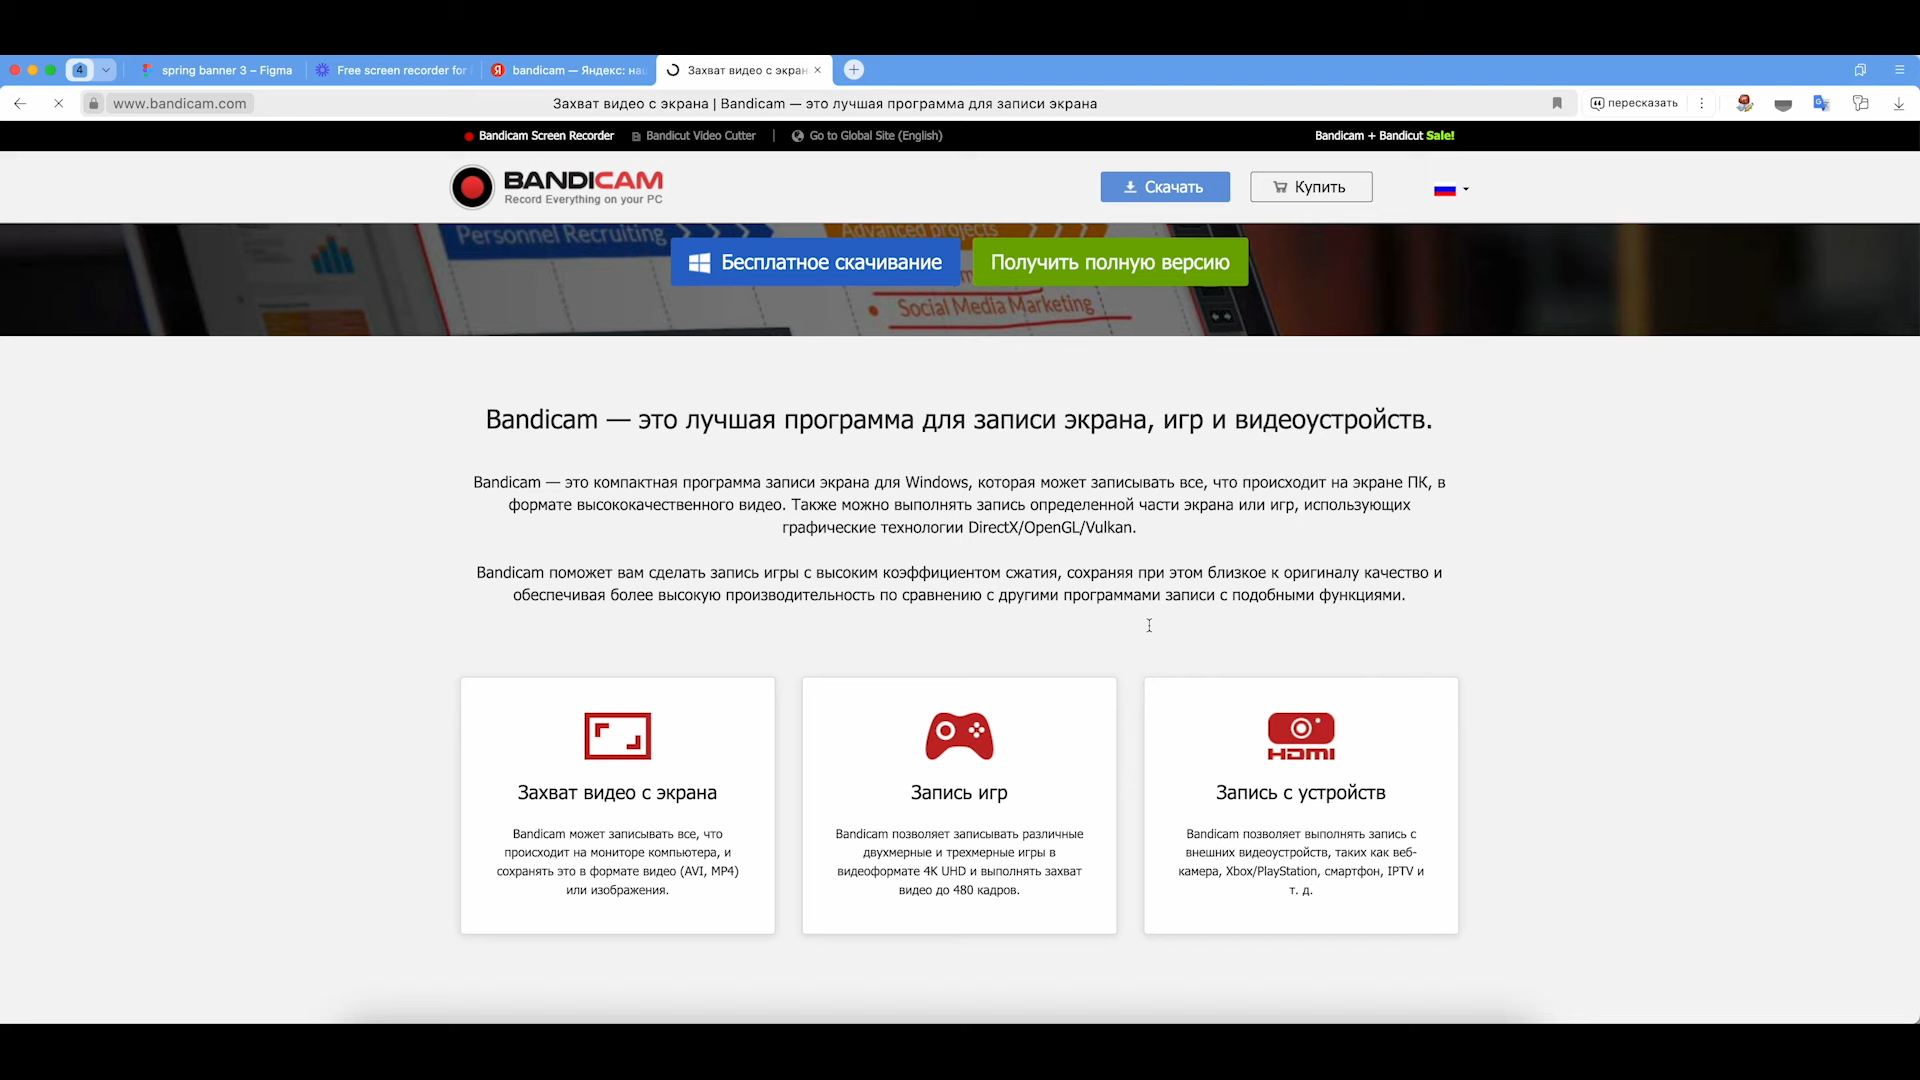 4
spring banner 3 – Figma
Free screen recorder for
Я
bandicam — Яндекс: на
Захват видео с экран
www.bandicam.com
Захват видео с экрана | Bandicam — это лучшая программа для записи экрана
пересказать
Bandicam Screen Recorder
Bandicut Video Cutter
|
Go to Global Site (English)
Bandicam + Bandicut Sale!
BANDICAM
Record Everything on your PC
Скачать
Купить
Personnel Recruiting
Advanced projects
Бесплатное скачивание
Получить полную версию
Social Media Marketing
Bandicam — это лучшая программа для записи экрана, игр и видеоустройств.
Bandicam — это компактная программа записи экрана для Windows, которая может записывать все, что происходит на экране ПК, в
формате высококачественного видео. Также можно выполнять запись определенной части экрана или игр, использующих
графические технологии DirectX/OpenGL/Vulkan.
Bandicam поможет вам сделать запись игры с высоким коэффициентом сжатия, сохраняя при этом близкое к оригиналу качество и
обеспечивая более высокую производительность по сравнению с другими программами записи с подобными функциями.
Захват видео с экрана
Bandicam может записывать все, что
происходит на мониторе компьютера, и
сохранять это в формате видео (AVI, MP4)
или изображения.
Запись игр
Bandicam позволяет записывать различные
двухмерные и трехмерные игры в
видеоформате 4K UHD и выполнять захват
видео до 480 кадров.
HDMI
Запись с устройств
Bandicam позволяет выполнять запись с
внешних видеоустройств, таких как веб-
камера, Xbox/PlayStation, смартфон, IPTV и
т. д.